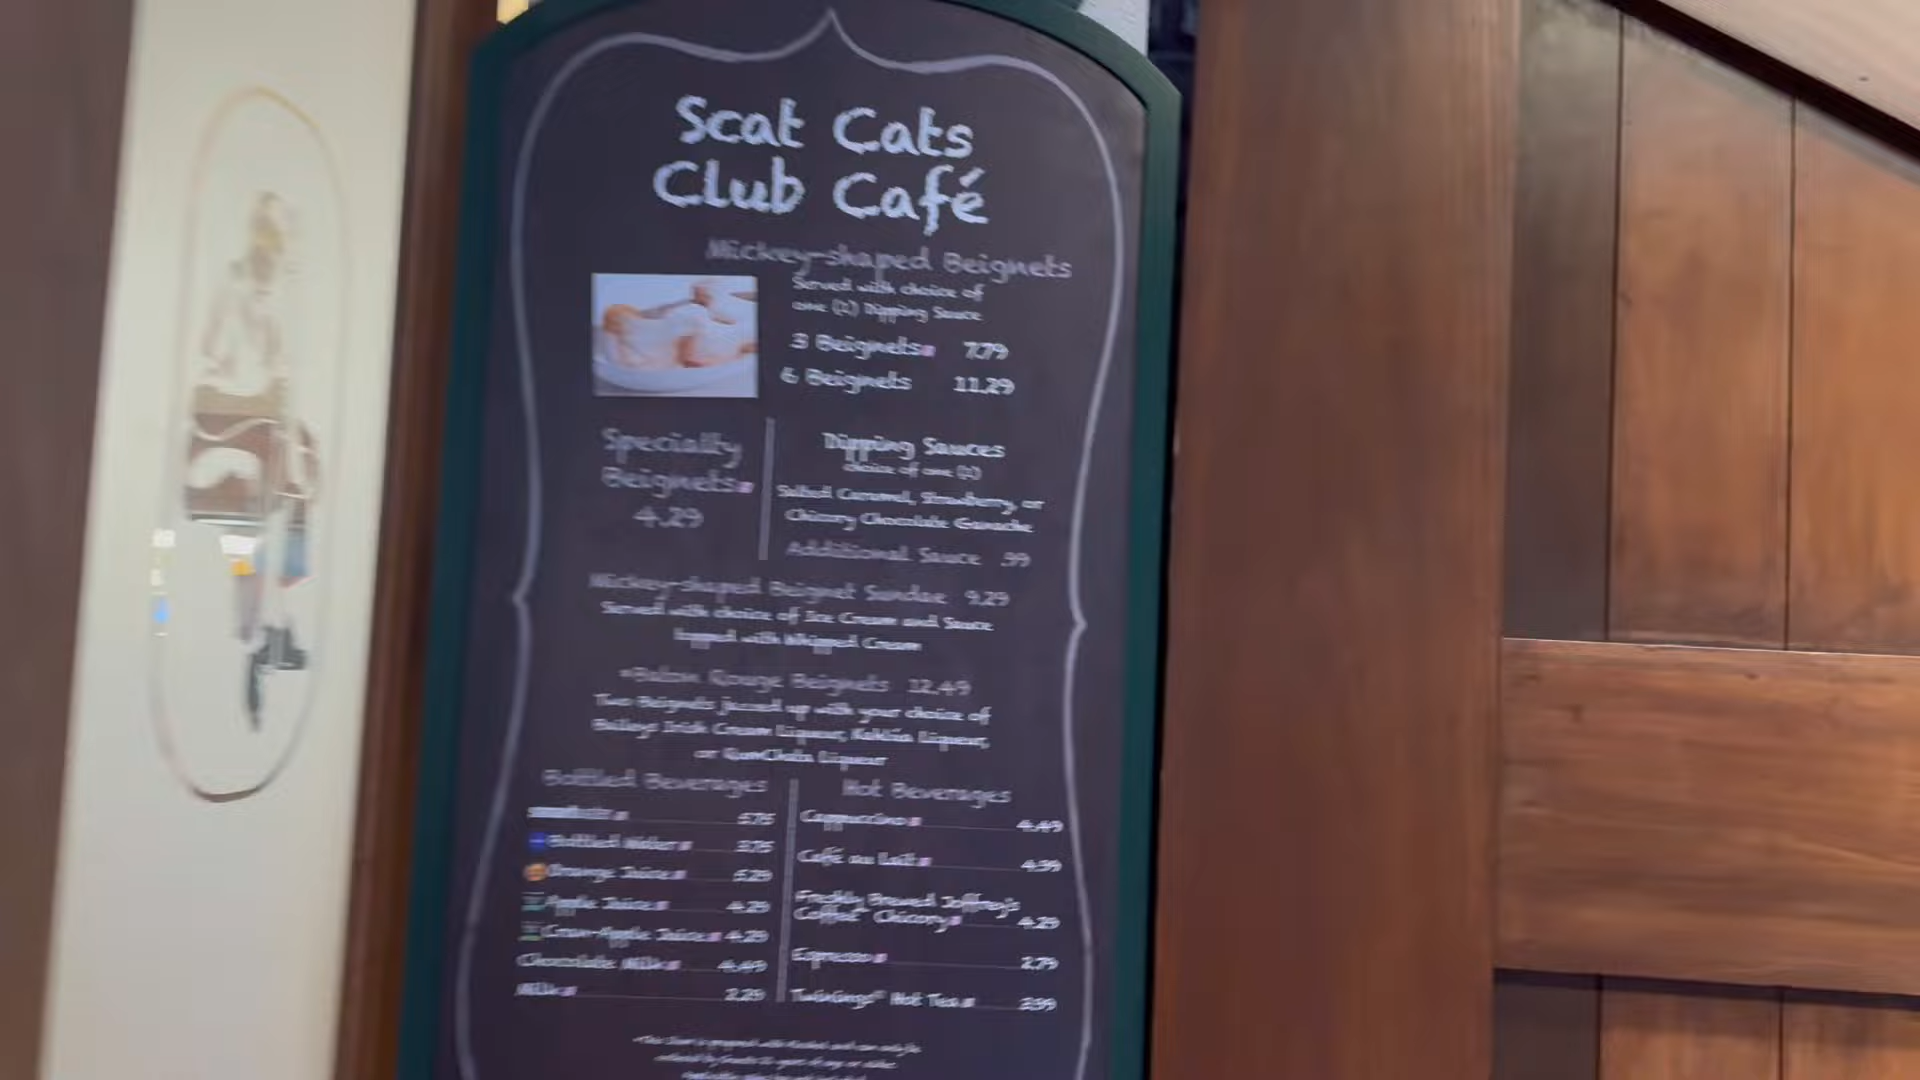 Scat Cats
Club Café
Mickey-shaped Beignets
Served with choice of
one (1) Dipping Sauce
3 Beignets 7.79
6 Beignets 11.29
Specialty
Beignets
4.29
Dipping Sauces
choice of one (1)
Salted Caramel, Strawberry, or
Chicory Chocolate Ganache
Additional Sauce .99
Mickey-shaped Beignet Sundae 9.29
Served with choice of Ice Cream and Sauce
topped with Whipped Cream
*Baton Rouge Beignets 12.49
Two Beignets juiced up with your choice of
Baileys Irish Cream Liqueur, Kahlúa Liqueur,
or RumChata Liqueur
Bottled Beverages
smartwater
Bottled Water 3.75
Orange Juice 5.29
Apple Juice 4.29
Cran-Apple Juice 4.29
Chocolate Milk 4.49
Milk 2.29
Hot Beverages
Cappuccino 4.49
Café au Lait 4.99
Freshly Brewed Joffrey's
Coffee Chicory 4.29
Espresso 2.79
Twinings® Hot Tea 3.99